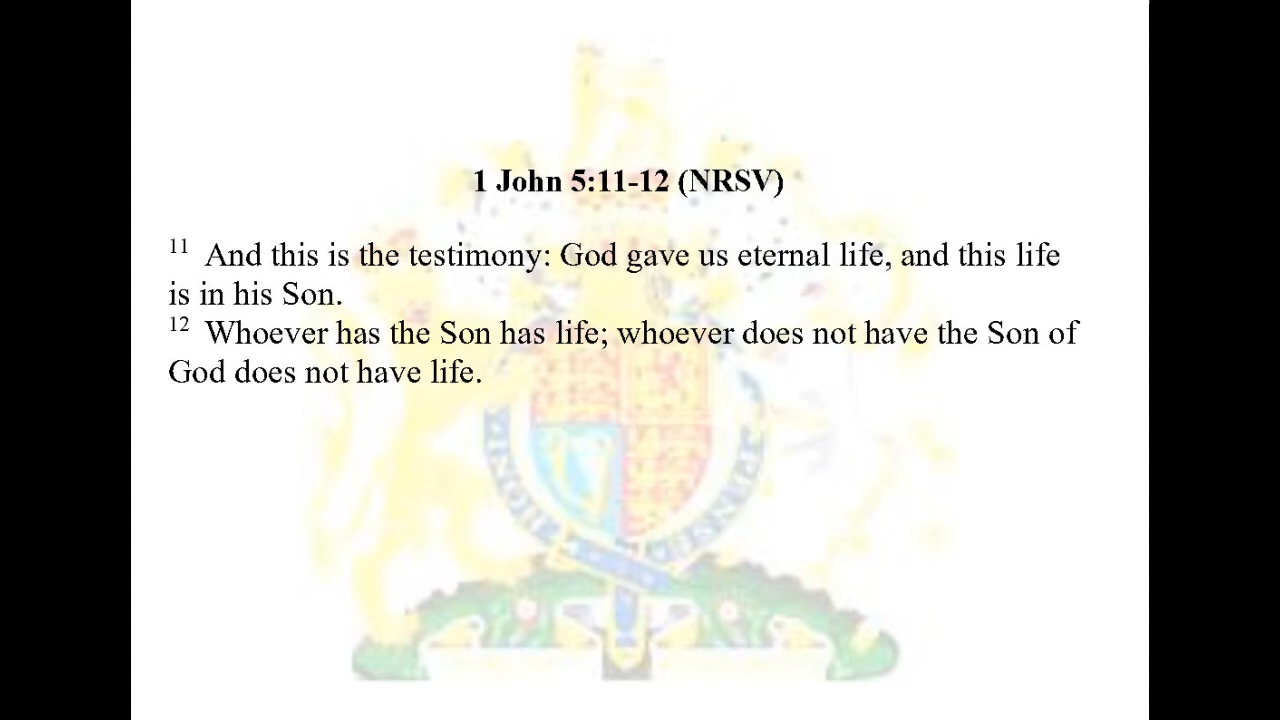 1 John 5:11-12 (NRSV)
11 And this is the testimony: God gave us eternal life, and this life
is in his Son.
12 Whoever has the Son has life; whoever does not have the Son of
God does not have life.